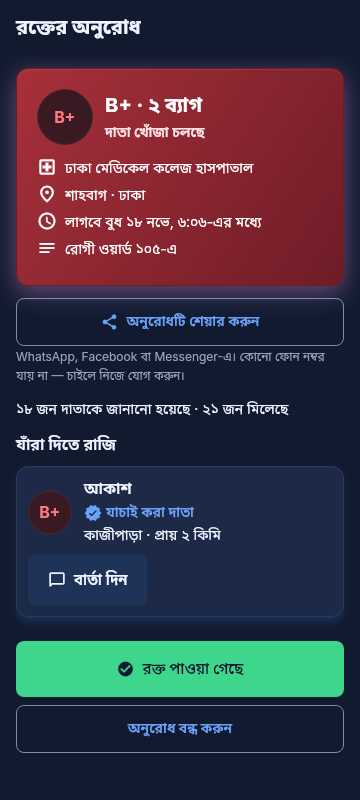 রক্তের অনুরোধ
B+
B+ · ২ ব্যাগ
দাতা খোঁজা চলছে
ঢাকা মেডিকেল কলেজ হাসপাতাল
শাহবাগ · ঢাকা
লাগবে বুধ ১৮ নভে, ৬:০৬-এর মধ্যে
রোগী ওয়ার্ড ১০৫-এ
অনুরোধটি শেয়ার করুন
WhatsApp, Facebook বা Messenger-এ। কোনো ফোন নম্বর
যায় না — চাইলে নিজে যোগ করুন।
১৮ জন দাতাকে জানানো হয়েছে · ২১ জন মিলেছে
যাঁরা দিতে রাজি
B+
আকাশ
যাচাই করা দাতা
কাজীপাড়া · প্রায় ২ কিমি
বার্তা দিন
রক্ত পাওয়া গেছে
অনুরোধ বন্ধ করুন